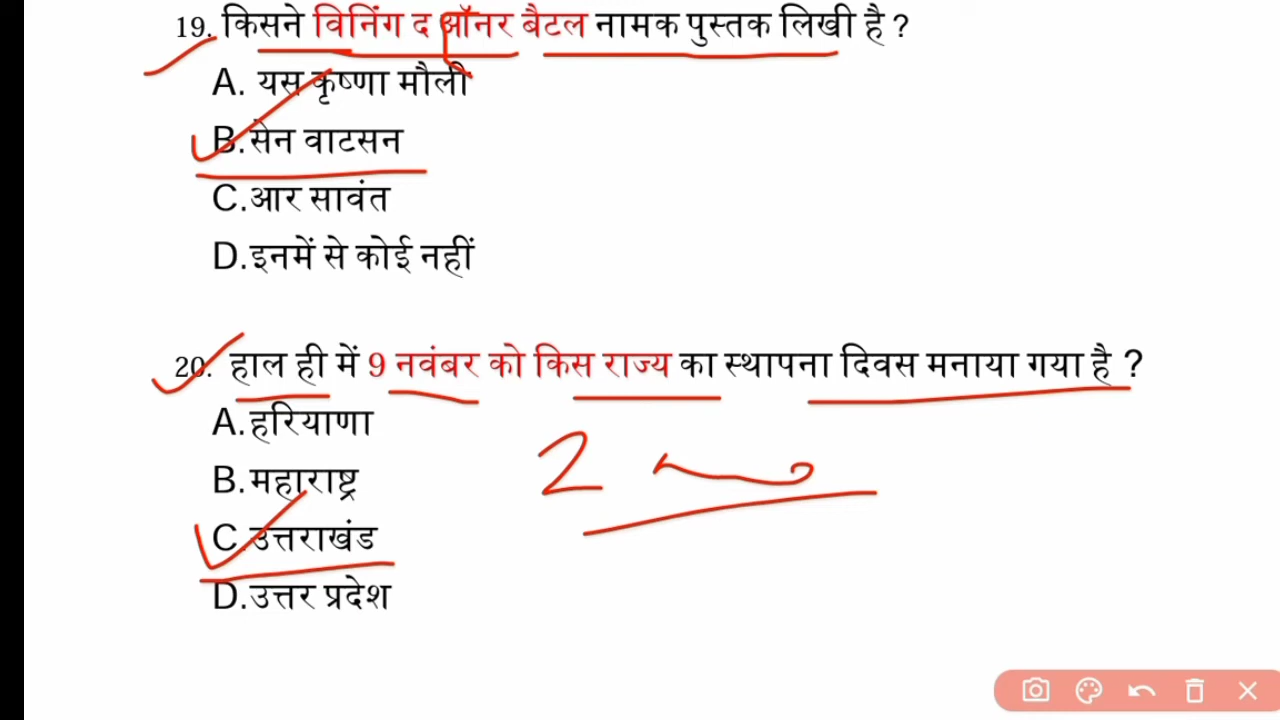 19. किसने विनिंग द ऑनर बैटल नामक पुस्तक लिखी है ?
A. यस कृष्णा मौली
B.सेन वाटसन
C.आर सावंत
D.इनमें से कोई नहीं
20. हाल ही में 9 नवंबर को किस राज्य का स्थापना दिवस मनाया गया है ?
A.हरियाणा
B.महाराष्ट्र
2
C.उत्तराखंड
D.उत्तर प्रदेश